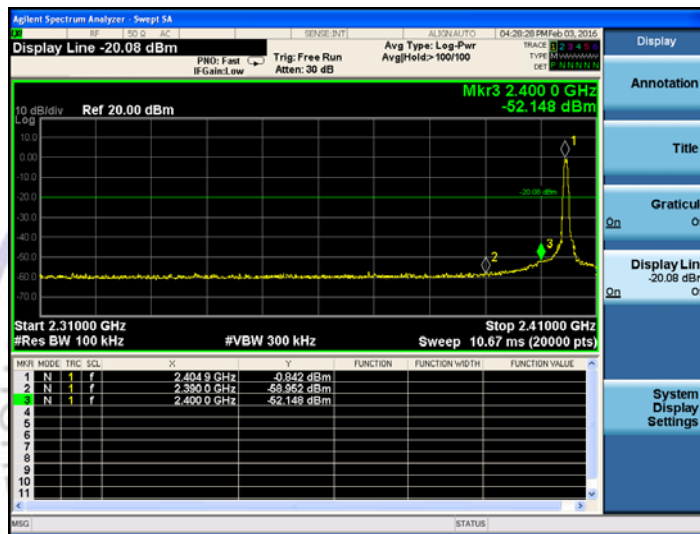 Agilent Spectrum Analyzer - Swept SA
RF 50 Ω AC SENSE:INT ALIGN AUTO 04:28:28 PM Feb 03, 2016
Display Line -20.08 dBm
PNO: Fast
IFGain:Low
Trig: Free Run
Atten: 30 dB
Avg Type: Log-Pwr
Avg|Hold:>100/100
TRACE 1 2 3 4 5 6
TYPE M
DET P N N N N N
Display
Mkr3 2.400 0 GHz
-52.148 dBm
10 dB/div Ref 20.00 dBm
Log
10.0
0.00
-10.0
-20.0
-30.0
-40.0
-50.0
-60.0
-70.0
1
-20.08 dBm
2
3
Start 2.31000 GHz Stop 2.41000 GHz
#Res BW 100 kHz #VBW 300 kHz Sweep 10.67 ms (20000 pts)
MKR MODE TRC SCL X Y FUNCTION FUNCTION WIDTH FUNCTION VALUE
1 N 1 f 2.404 9 GHz -0.842 dBm
2 N 1 f 2.390 0 GHz -58.952 dBm
3 N 1 f 2.400 0 GHz -52.148 dBm
4
5
6
7
8
9
10
11
MSG STATUS
Annotation
Title
Graticul
On O
Display Lin
-20.08 dBr
On O
System
Display
Settings